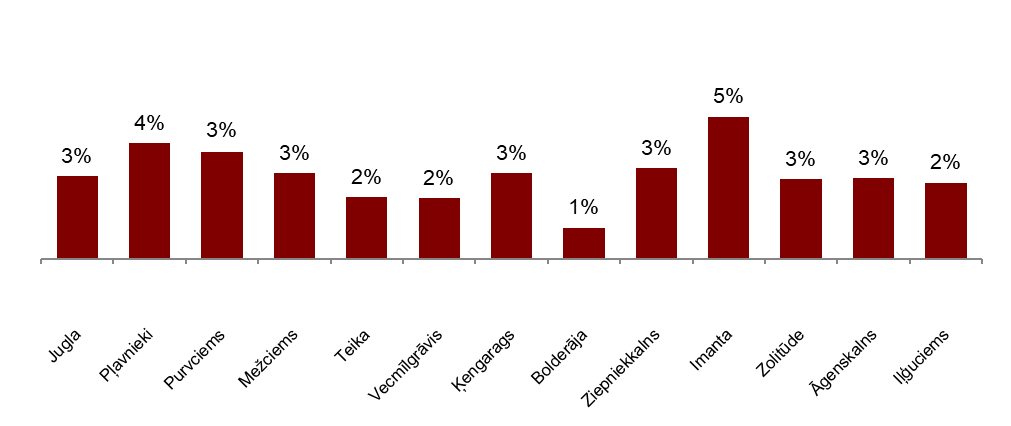 3%
4%
3%
3%
2%
2%
3%
1%
3%
5%
3%
3%
2%
Jugla
Pļavnieki
Purvciems
Mežciems
Teika
Vecmīlgrāvis
Ķengarags
Bolderāja
Ziepniekkalns
Imanta
Zolitūde
Āgenskalns
Iļģuciems